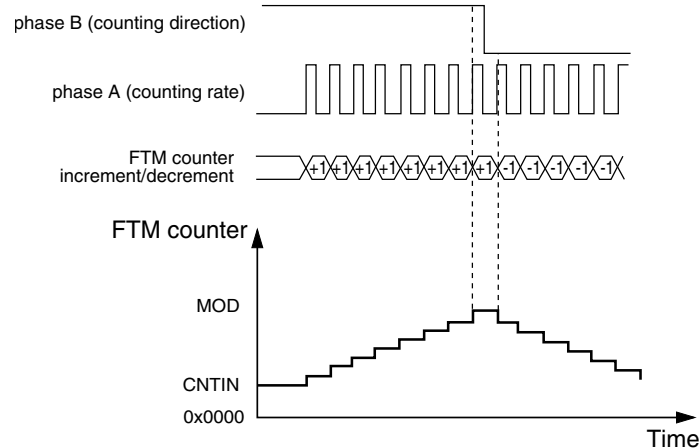 phase B (counting direction)
phase A (counting rate)
FTM counter
increment/decrement
+1 +1 +1 +1 +1 +1 +1 +1 -1 -1 -1 -1 -1
FTM counter
MOD
CNTIN
0x0000
Time